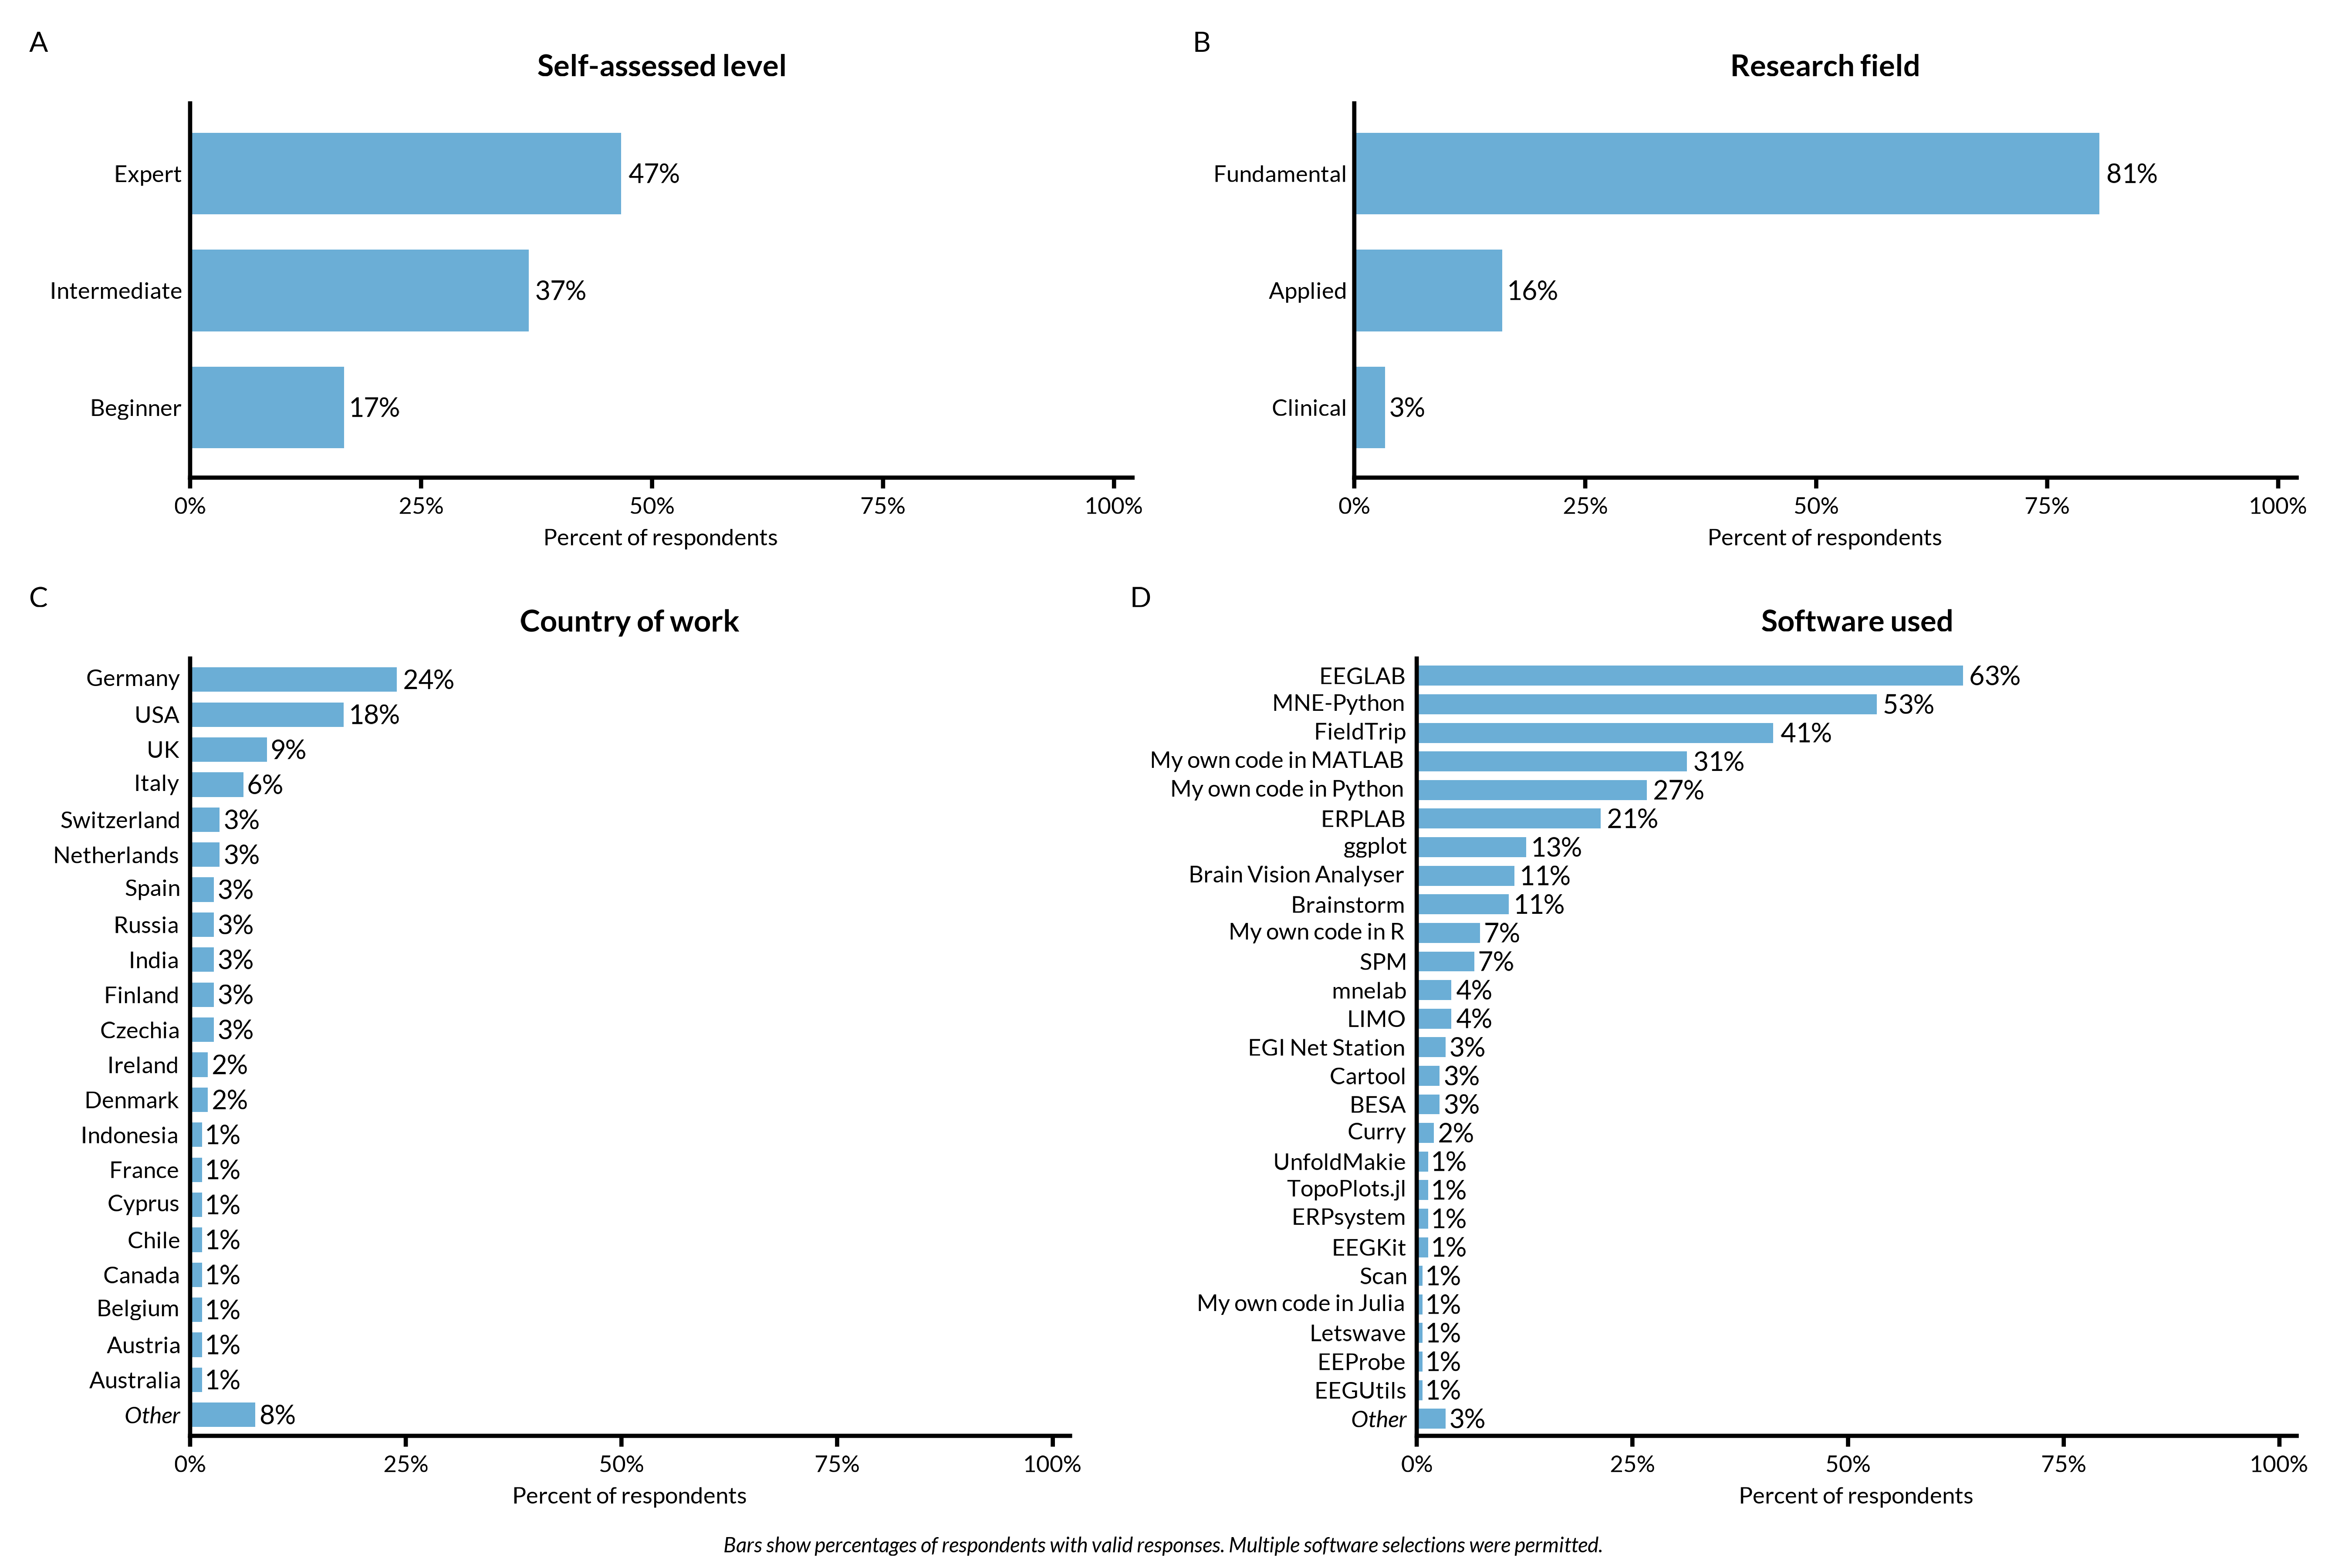 A
Self-assessed level
Expert 47%
Intermediate 37%
Beginner 17%
0% 25% 50% 75% 100%
Percent of respondents
B
Research field
Fundamental 81%
Applied 16%
Clinical 3%
0% 25% 50% 75% 100%
Percent of respondents
C
Country of work
Germany 24%
USA 18%
UK 9%
Italy 6%
Switzerland 3%
Netherlands 3%
Spain 3%
Russia 3%
India 3%
Finland 3%
Czechia 3%
Ireland 2%
Denmark 2%
Indonesia 1%
France 1%
Cyprus 1%
Chile 1%
Canada 1%
Belgium 1%
Austria 1%
Australia 1%
Other 8%
0% 25% 50% 75% 100%
Percent of respondents
D
Software used
EEGLAB 63%
MNE-Python 53%
FieldTrip 41%
My own code in MATLAB 31%
My own code in Python 27%
ERPLAB 21%
ggplot 13%
Brain Vision Analyser 11%
Brainstorm 11%
My own code in R 7%
SPM 7%
mnelab 4%
LIMO 4%
EGI Net Station 3%
Cartool 3%
BESA 3%
Curry 2%
UnfoldMakie 1%
TopoPlots.jl 1%
ERPsystem 1%
EEGKit 1%
Scan 1%
My own code in Julia 1%
Letswave 1%
EEProbe 1%
EEGUtils 1%
Other 3%
0% 25% 50% 75% 100%
Percent of respondents
Bars show percentages of respondents with valid responses. Multiple software selections were permitted.